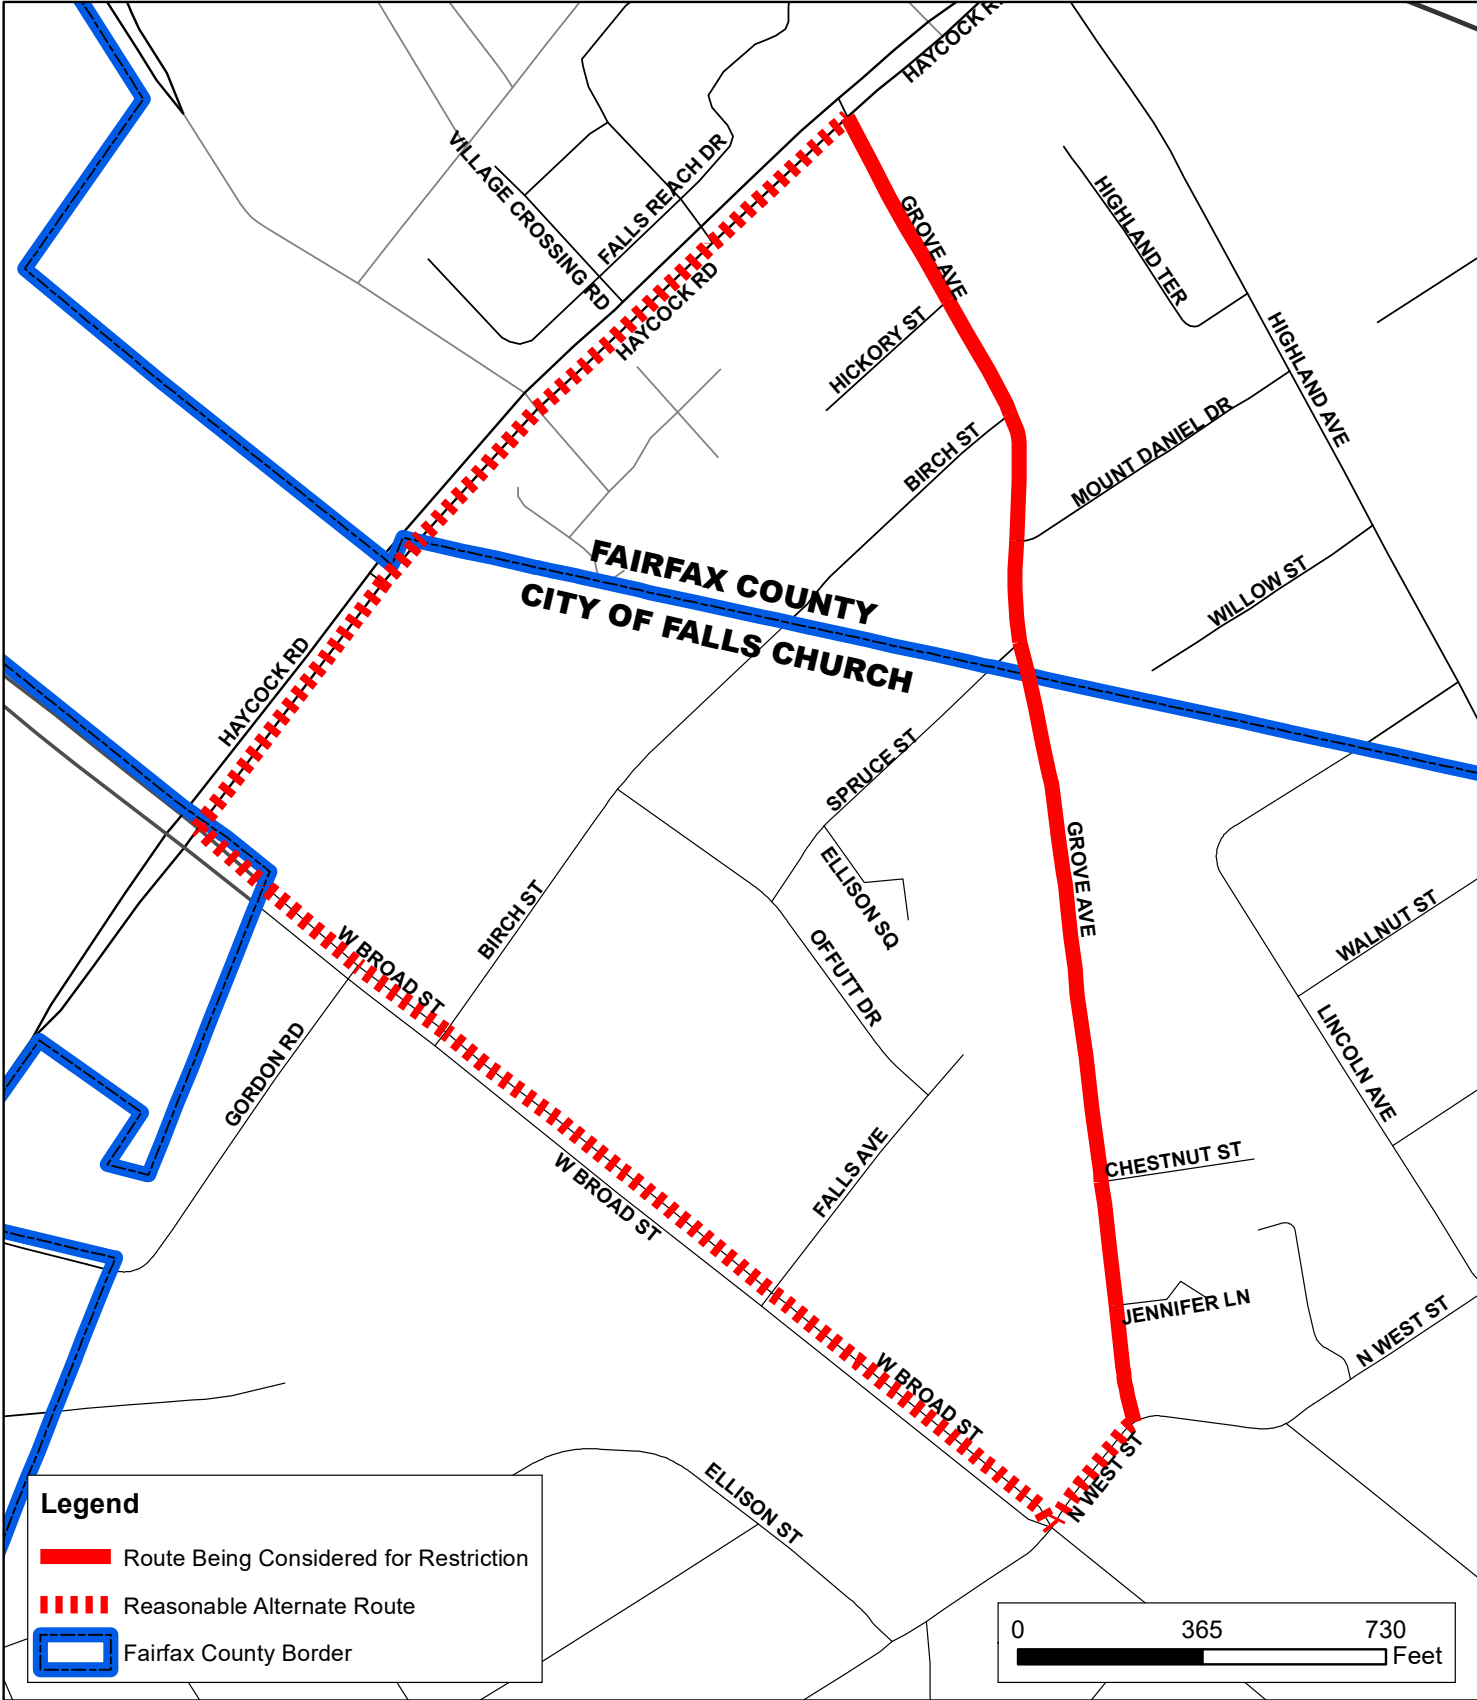 HAYCOCK RD
VILLAGE CROSSING RD
FALLS REACH DR
HAYCOCK RD
GROVE AVE
HIGHLAND TER
HICKORY ST
HIGHLAND AVE
BIRCH ST
MOUNT DANIEL DR
WILLOW ST
FAIRFAX COUNTY
CITY OF FALLS CHURCH
HAYCOCK RD
SPRUCE ST
ELLISON SQ
GROVE AVE
BIRCH ST
WALNUT ST
W BROAD ST
OFFUTT DR
LINCOLN AVE
GORDON RD
FALLS AVE
CHESTNUT ST
W BROAD ST
JENNIFER LN
N WEST ST
W BROAD ST
N WEST ST
ELLISON ST
Legend
Route Being Considered for Restriction
Reasonable Alternate Route
Fairfax County Border
0 365 730
Feet